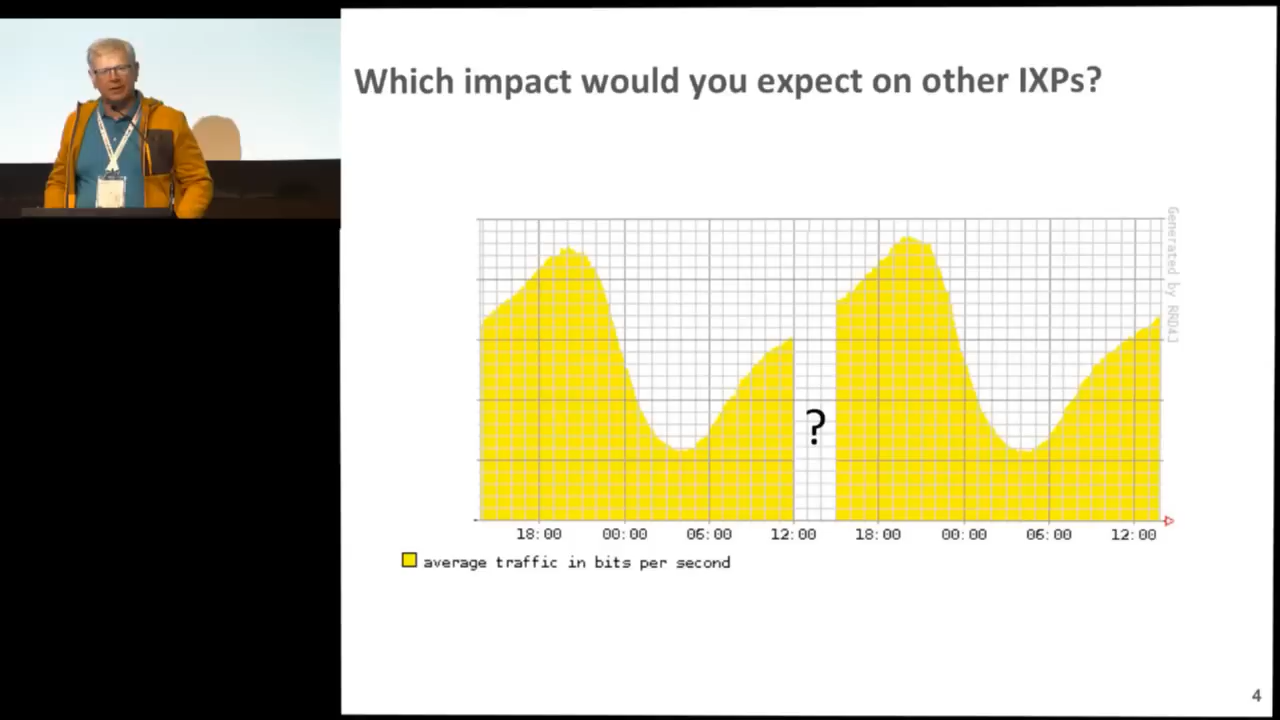 Which impact would you expect on other IXPs?
?
18:00 00:00 06:00 12:00 18:00 00:00 06:00 12:00
average traffic in bits per second
4